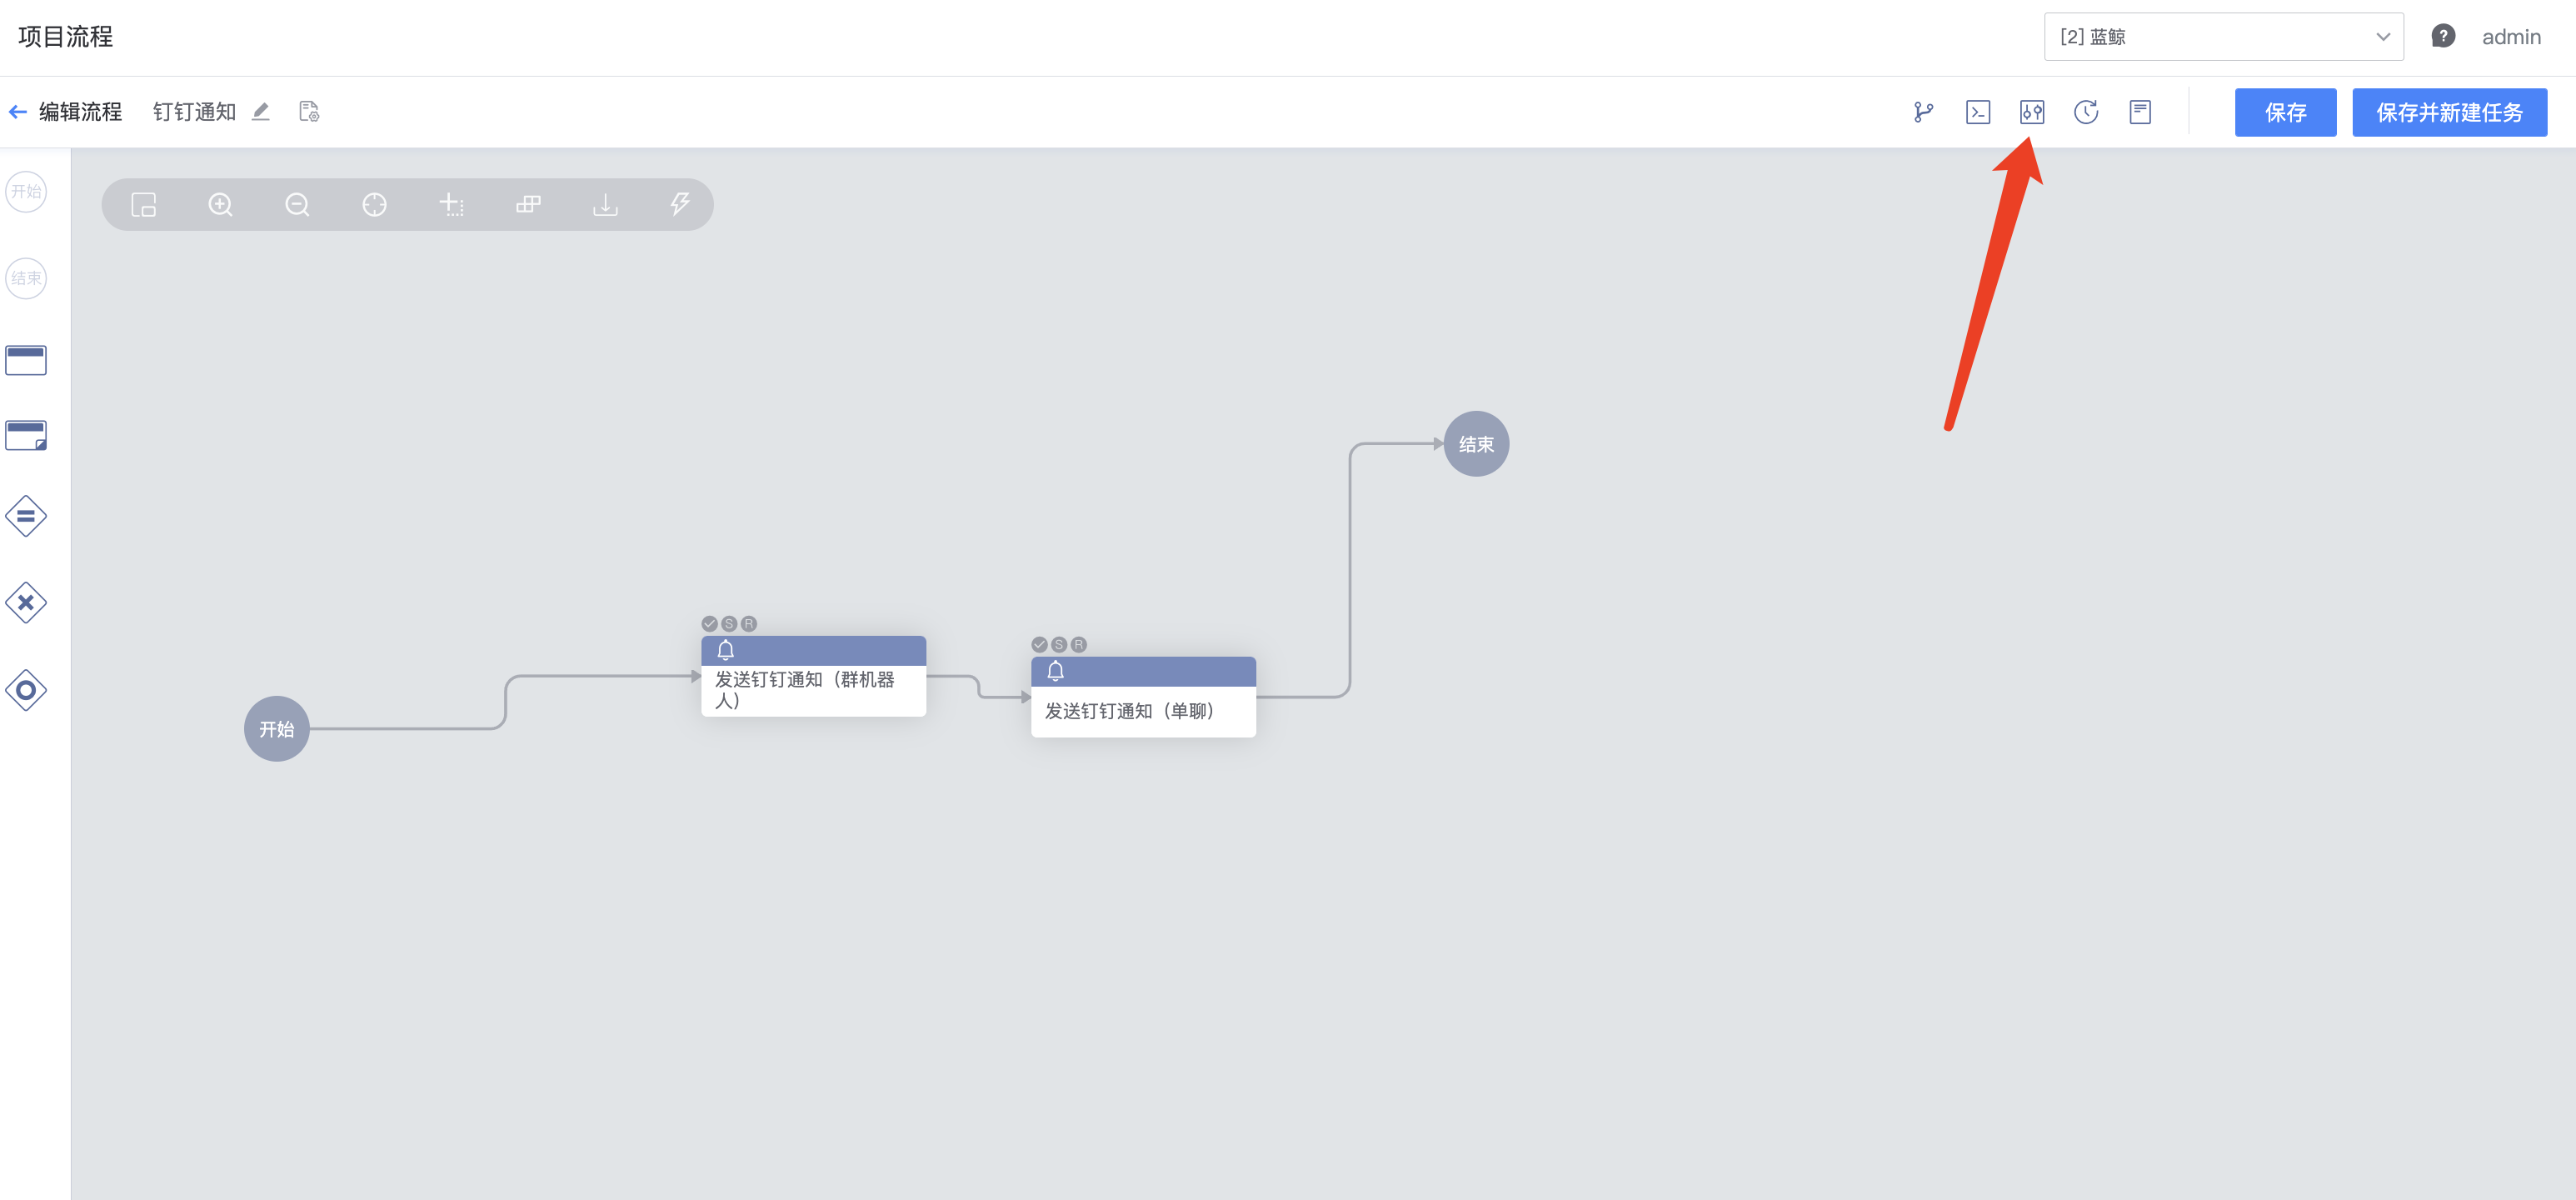 项目流程
[2] 蓝鲸
admin
编辑流程
钉钉通知
保存
保存并新建任务
开始
结束
结束
S R
发送钉钉通知（群机器
人）
S R
发送钉钉通知（单聊）
开始